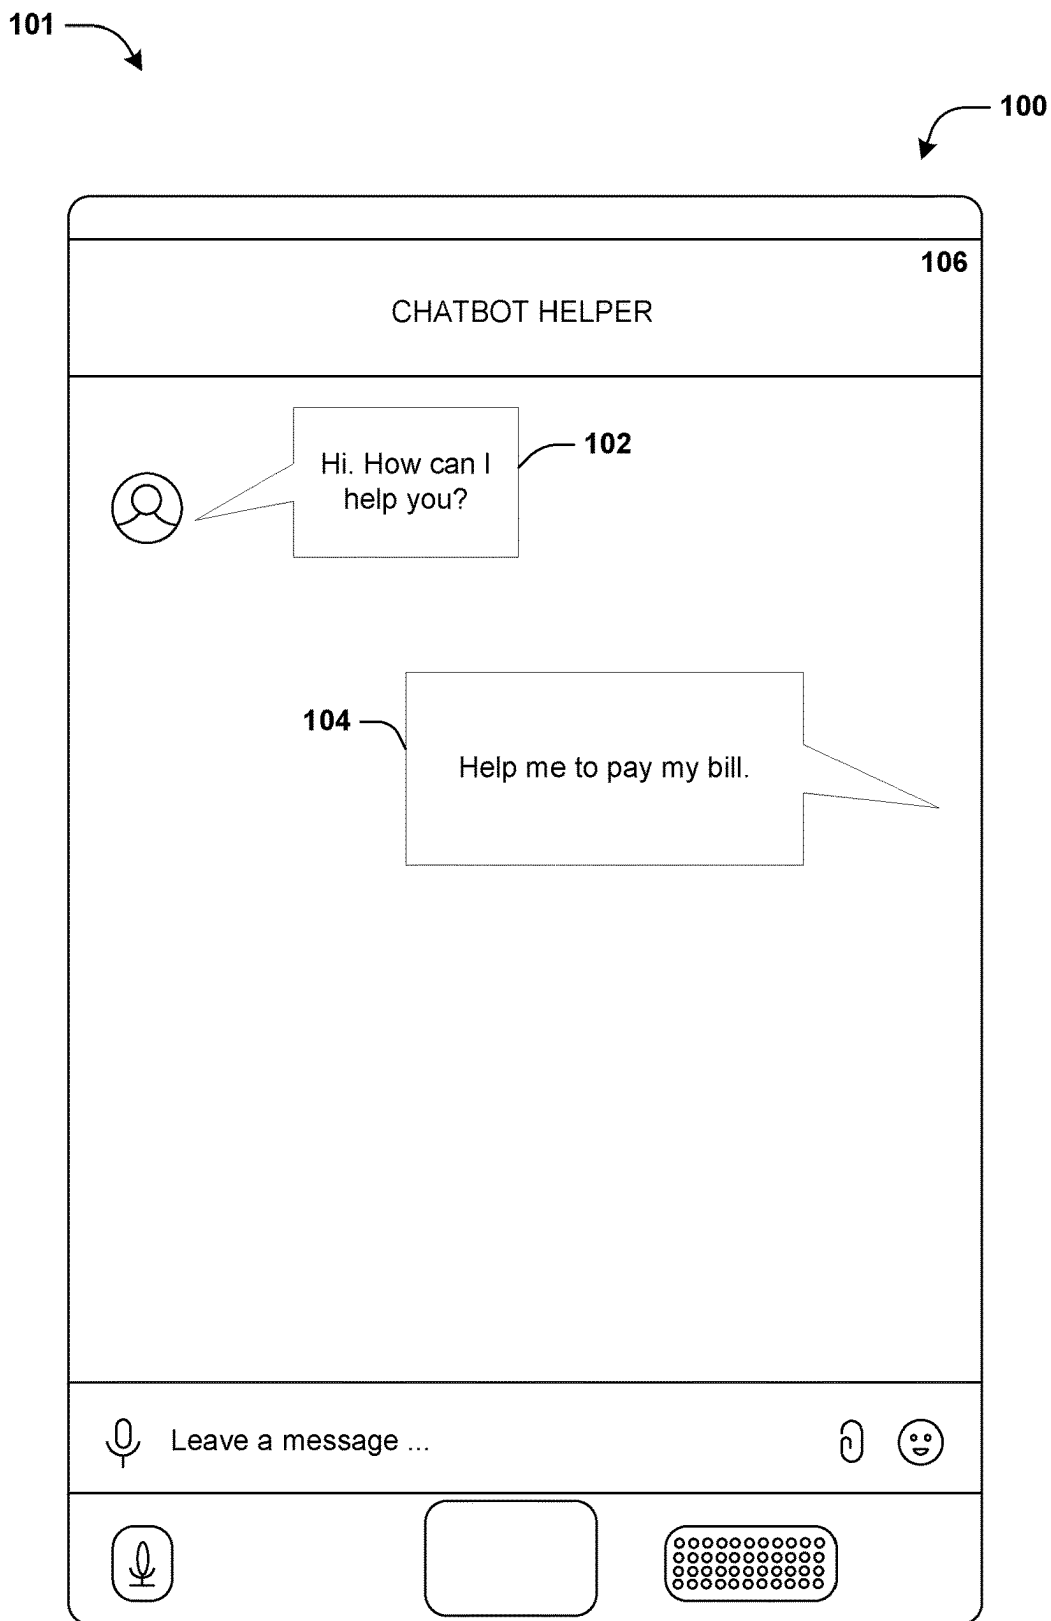 101
100
106
CHATBOT HELPER
102
Hi. How can I
help you?
104
Help me to pay my bill.
Leave a message ...